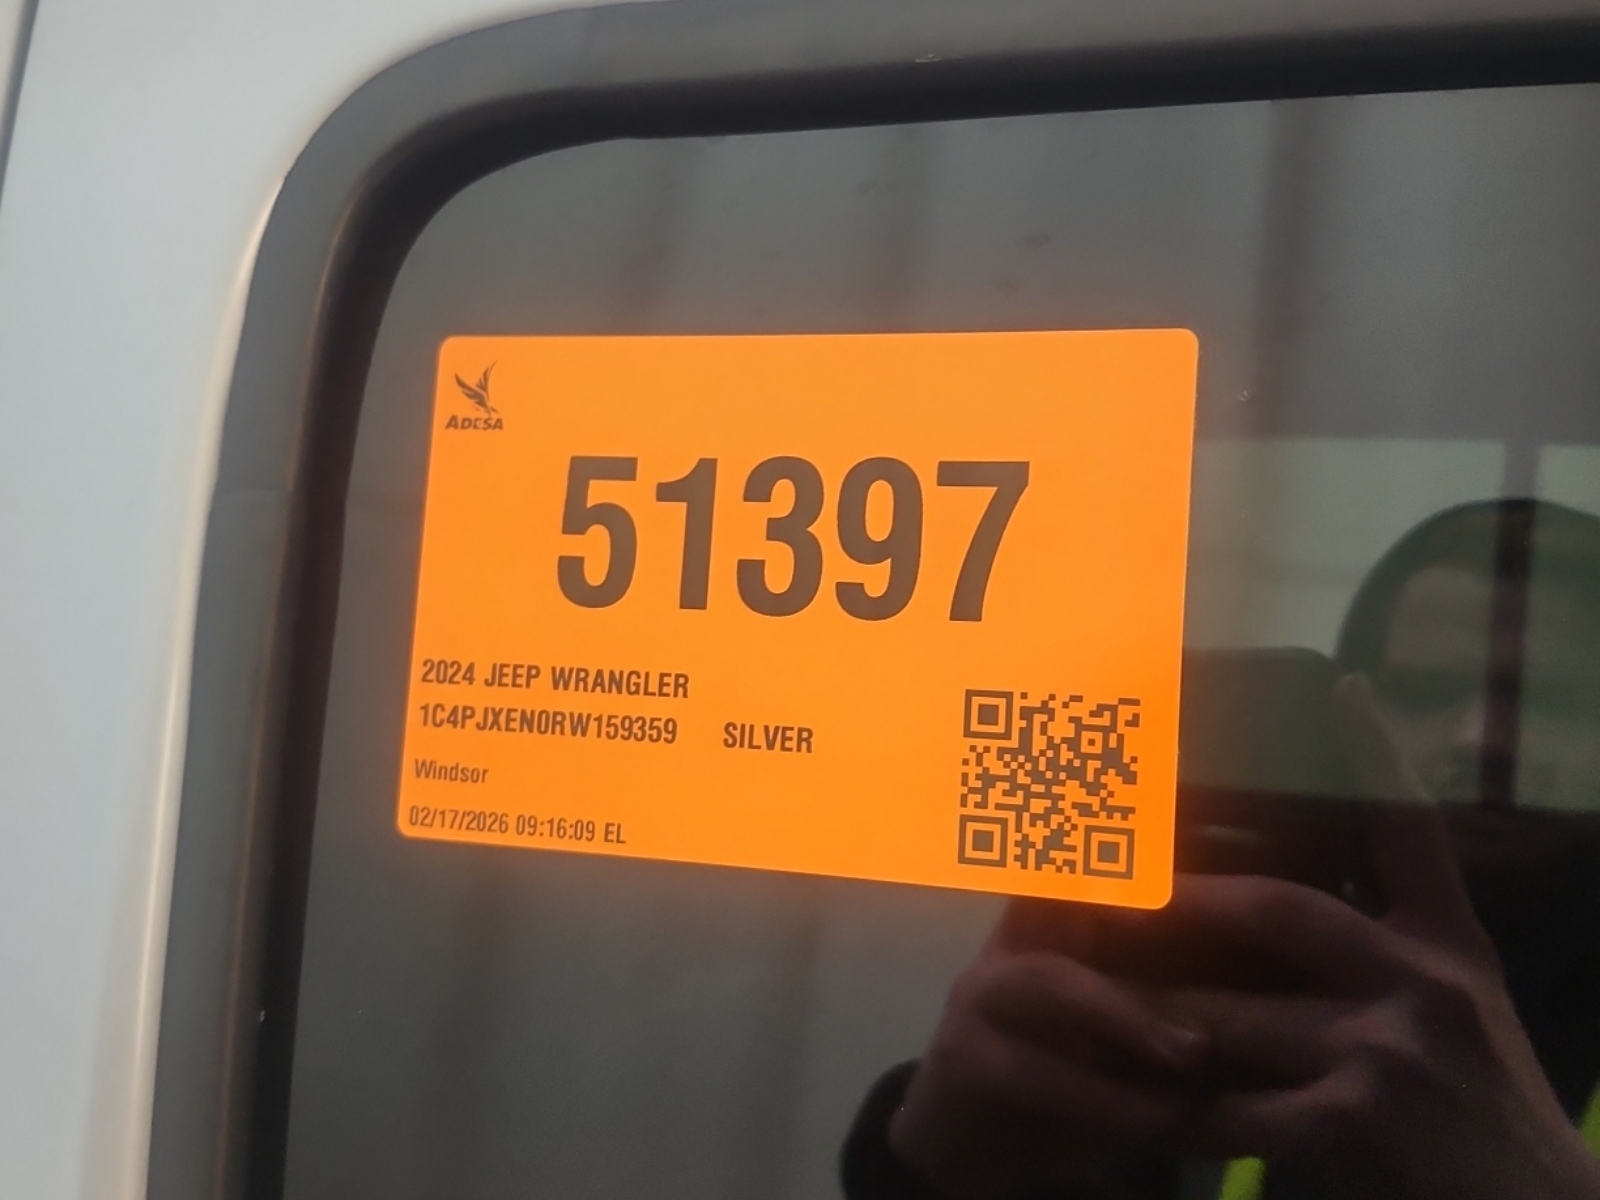 ADESA
51397
2024 JEEP WRANGLER
1C4PJXEN0RW159359 SILVER
Windsor
02/17/2026 09:16:09 EL